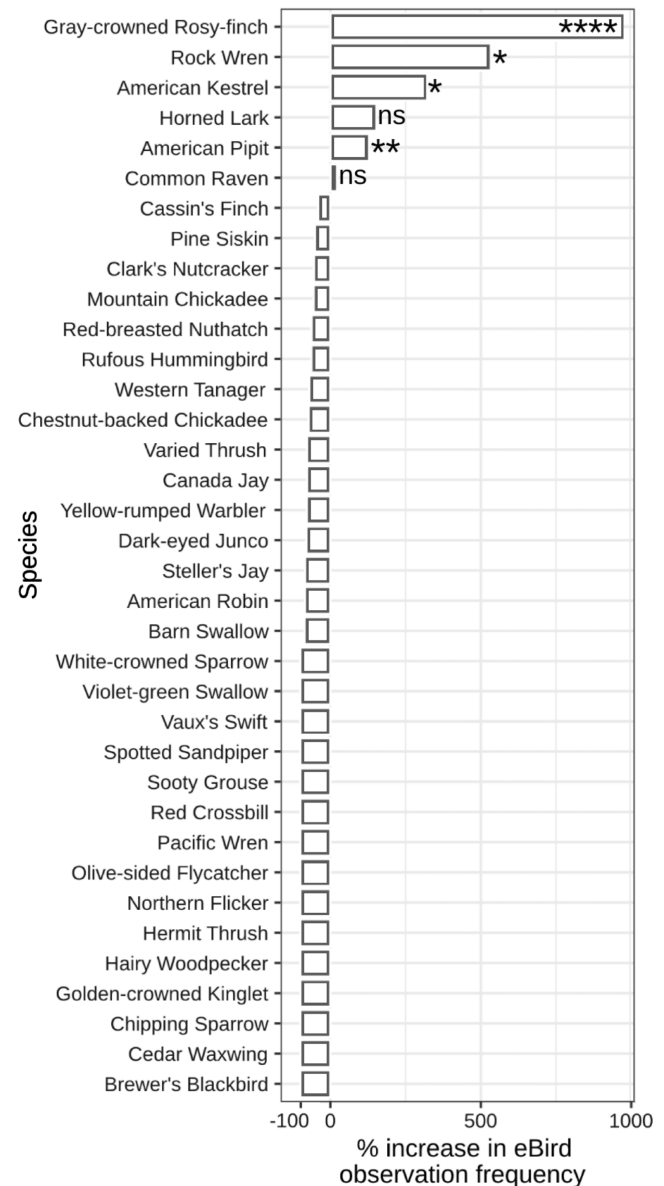 Gray-crowned Rosy-finch ****
Rock Wren *
American Kestrel *
Horned Lark ns
American Pipit **
Common Raven ns
Cassin's Finch
Pine Siskin
Clark's Nutcracker
Mountain Chickadee
Red-breasted Nuthatch
Rufous Hummingbird
Western Tanager
Chestnut-backed Chickadee
Varied Thrush
Canada Jay
Yellow-rumped Warbler
Dark-eyed Junco
Steller's Jay
American Robin
Barn Swallow
White-crowned Sparrow
Violet-green Swallow
Vaux's Swift
Spotted Sandpiper
Sooty Grouse
Red Crossbill
Pacific Wren
Olive-sided Flycatcher
Northern Flicker
Hermit Thrush
Hairy Woodpecker
Golden-crowned Kinglet
Chipping Sparrow
Cedar Waxwing
Brewer's Blackbird
Species
-100 0 500 1000
% increase in eBird
observation frequency